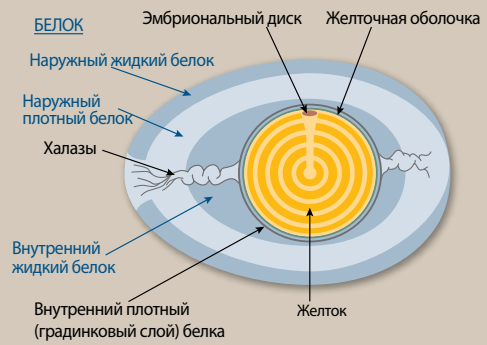 БЕЛОК
Эмбриональный диск
Желточная оболочка
Наружный жидкий белок
Наружный
плотный белок
Халазы
Внутренний
жидкий белок
Внутренний плотный
(градинковый слой) белка
Желток